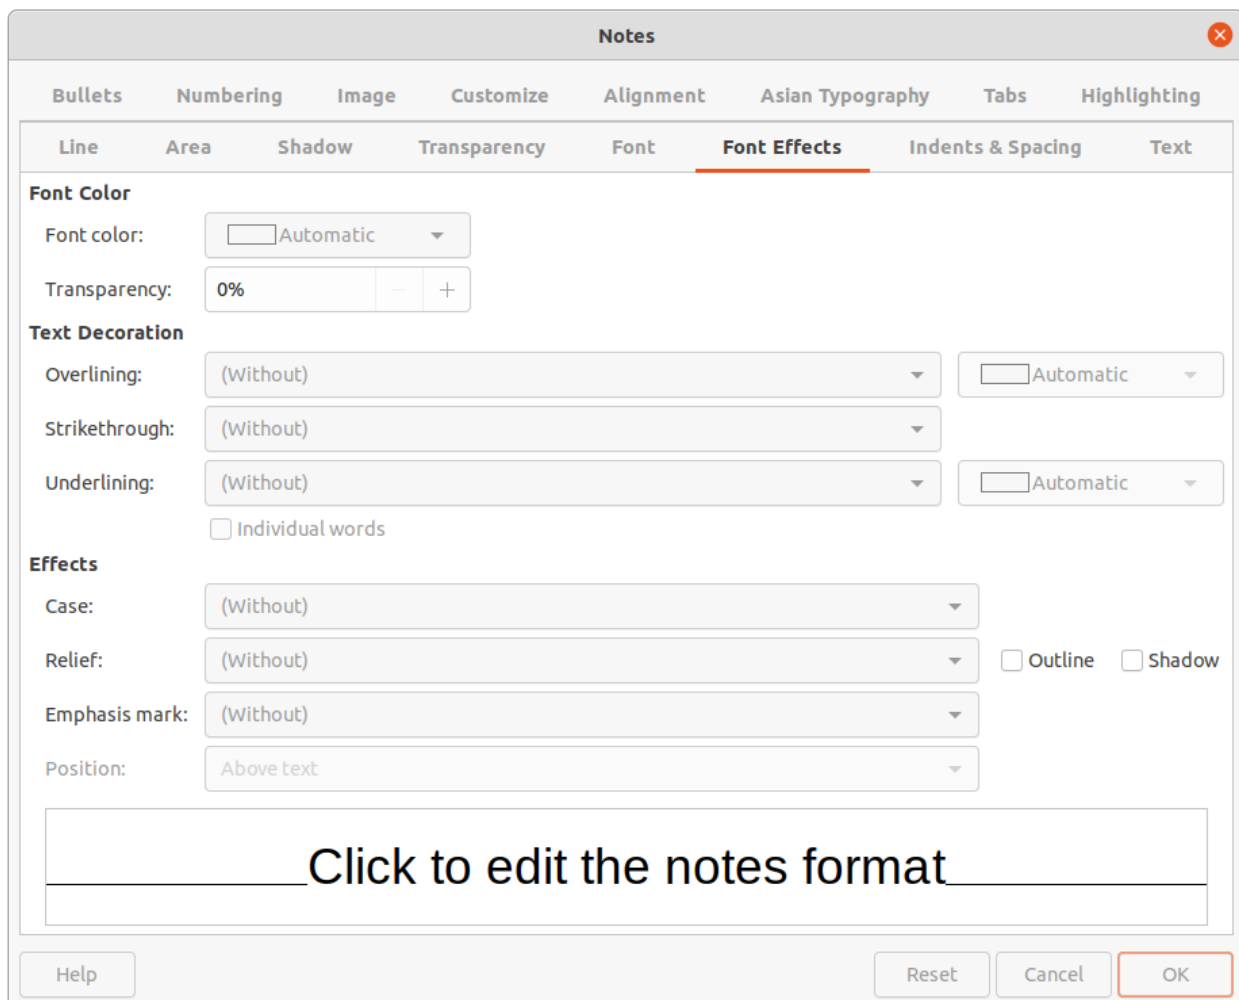 Notes
Bullets Numbering Image Customize Alignment Asian Typography Tabs Highlighting
Line Area Shadow Transparency Font Font Effects Indents & Spacing Text
Font Color
Font color: Automatic
Transparency: 0%
Text Decoration
Overlining: (Without) Automatic
Strikethrough: (Without)
Underlining: (Without) Automatic
Individual words
Effects
Case: (Without)
Relief: (Without) Outline Shadow
Emphasis mark: (Without)
Position: Above text
Click to edit the notes format
Help Reset Cancel OK